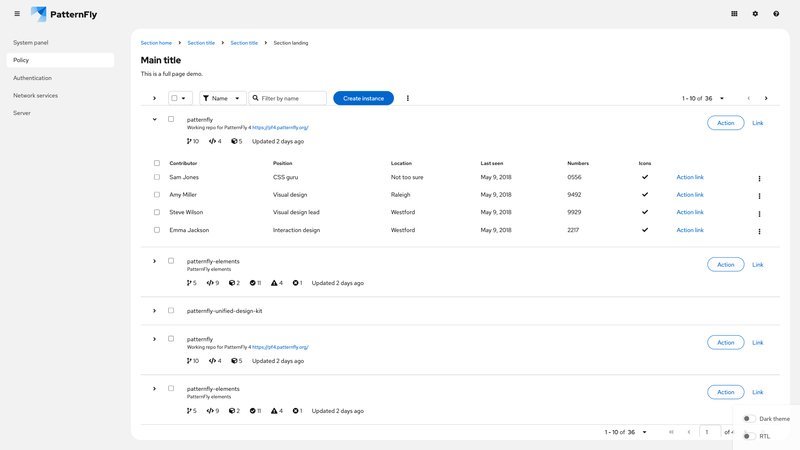 PatternFly
System panel
Policy
Authentication
Network services
Server
Section home Section title Section title Section landing
Main title
This is a full page demo.
Name Filter by name Create instance 1 - 10 of 36
patternfly
Working repo for PatternFly 4 https://pf4.patternfly.org/
10 4 5 Updated 2 days ago
Action Link
Contributor Position Location Last seen Numbers Icons
Sam Jones CSS guru Not too sure May 9, 2018 0556 Action link
Amy Miller Visual design Raleigh May 9, 2018 9492 Action link
Steve Wilson Visual design lead Westford May 9, 2018 9929 Action link
Emma Jackson Interaction design Westford May 9, 2018 2217 Action link
patternfly-elements
PatternFly elements
5 9 2 11 4 1 Updated 2 days ago
Action Link
patternfly-unified-design-kit
patternfly
Working repo for PatternFly 4 https://pf4.patternfly.org/
10 4 5 Updated 2 days ago
Action Link
patternfly-elements
PatternFly elements
5 9 2 11 4 1 Updated 2 days ago
Action Link
1 - 10 of 36 1 of 4
Dark theme
RTL